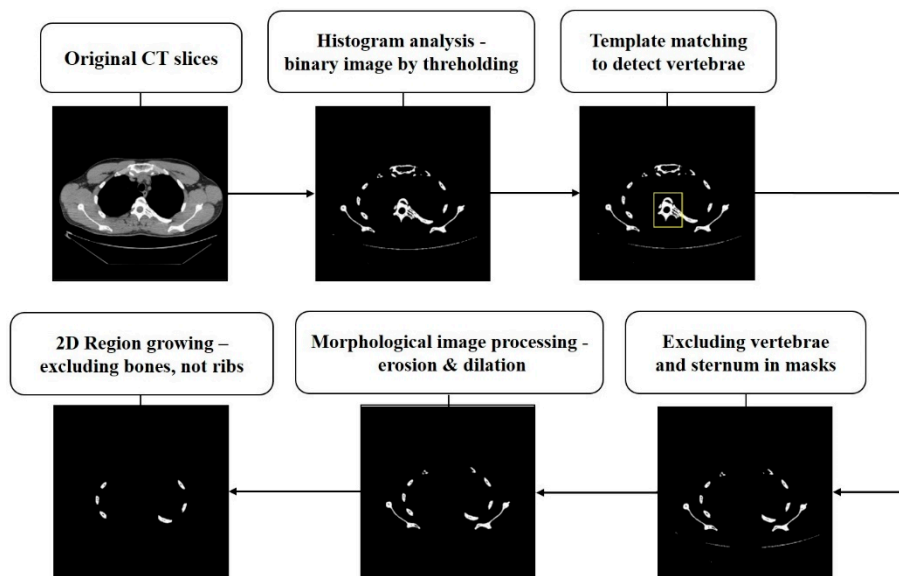 Original CT slices
Histogram analysis -
binary image by threholding
Template matching
to detect vertebrae
2D Region growing –
excluding bones, not ribs
Morphological image processing -
erosion & dilation
Excluding vertebrae
and sternum in masks